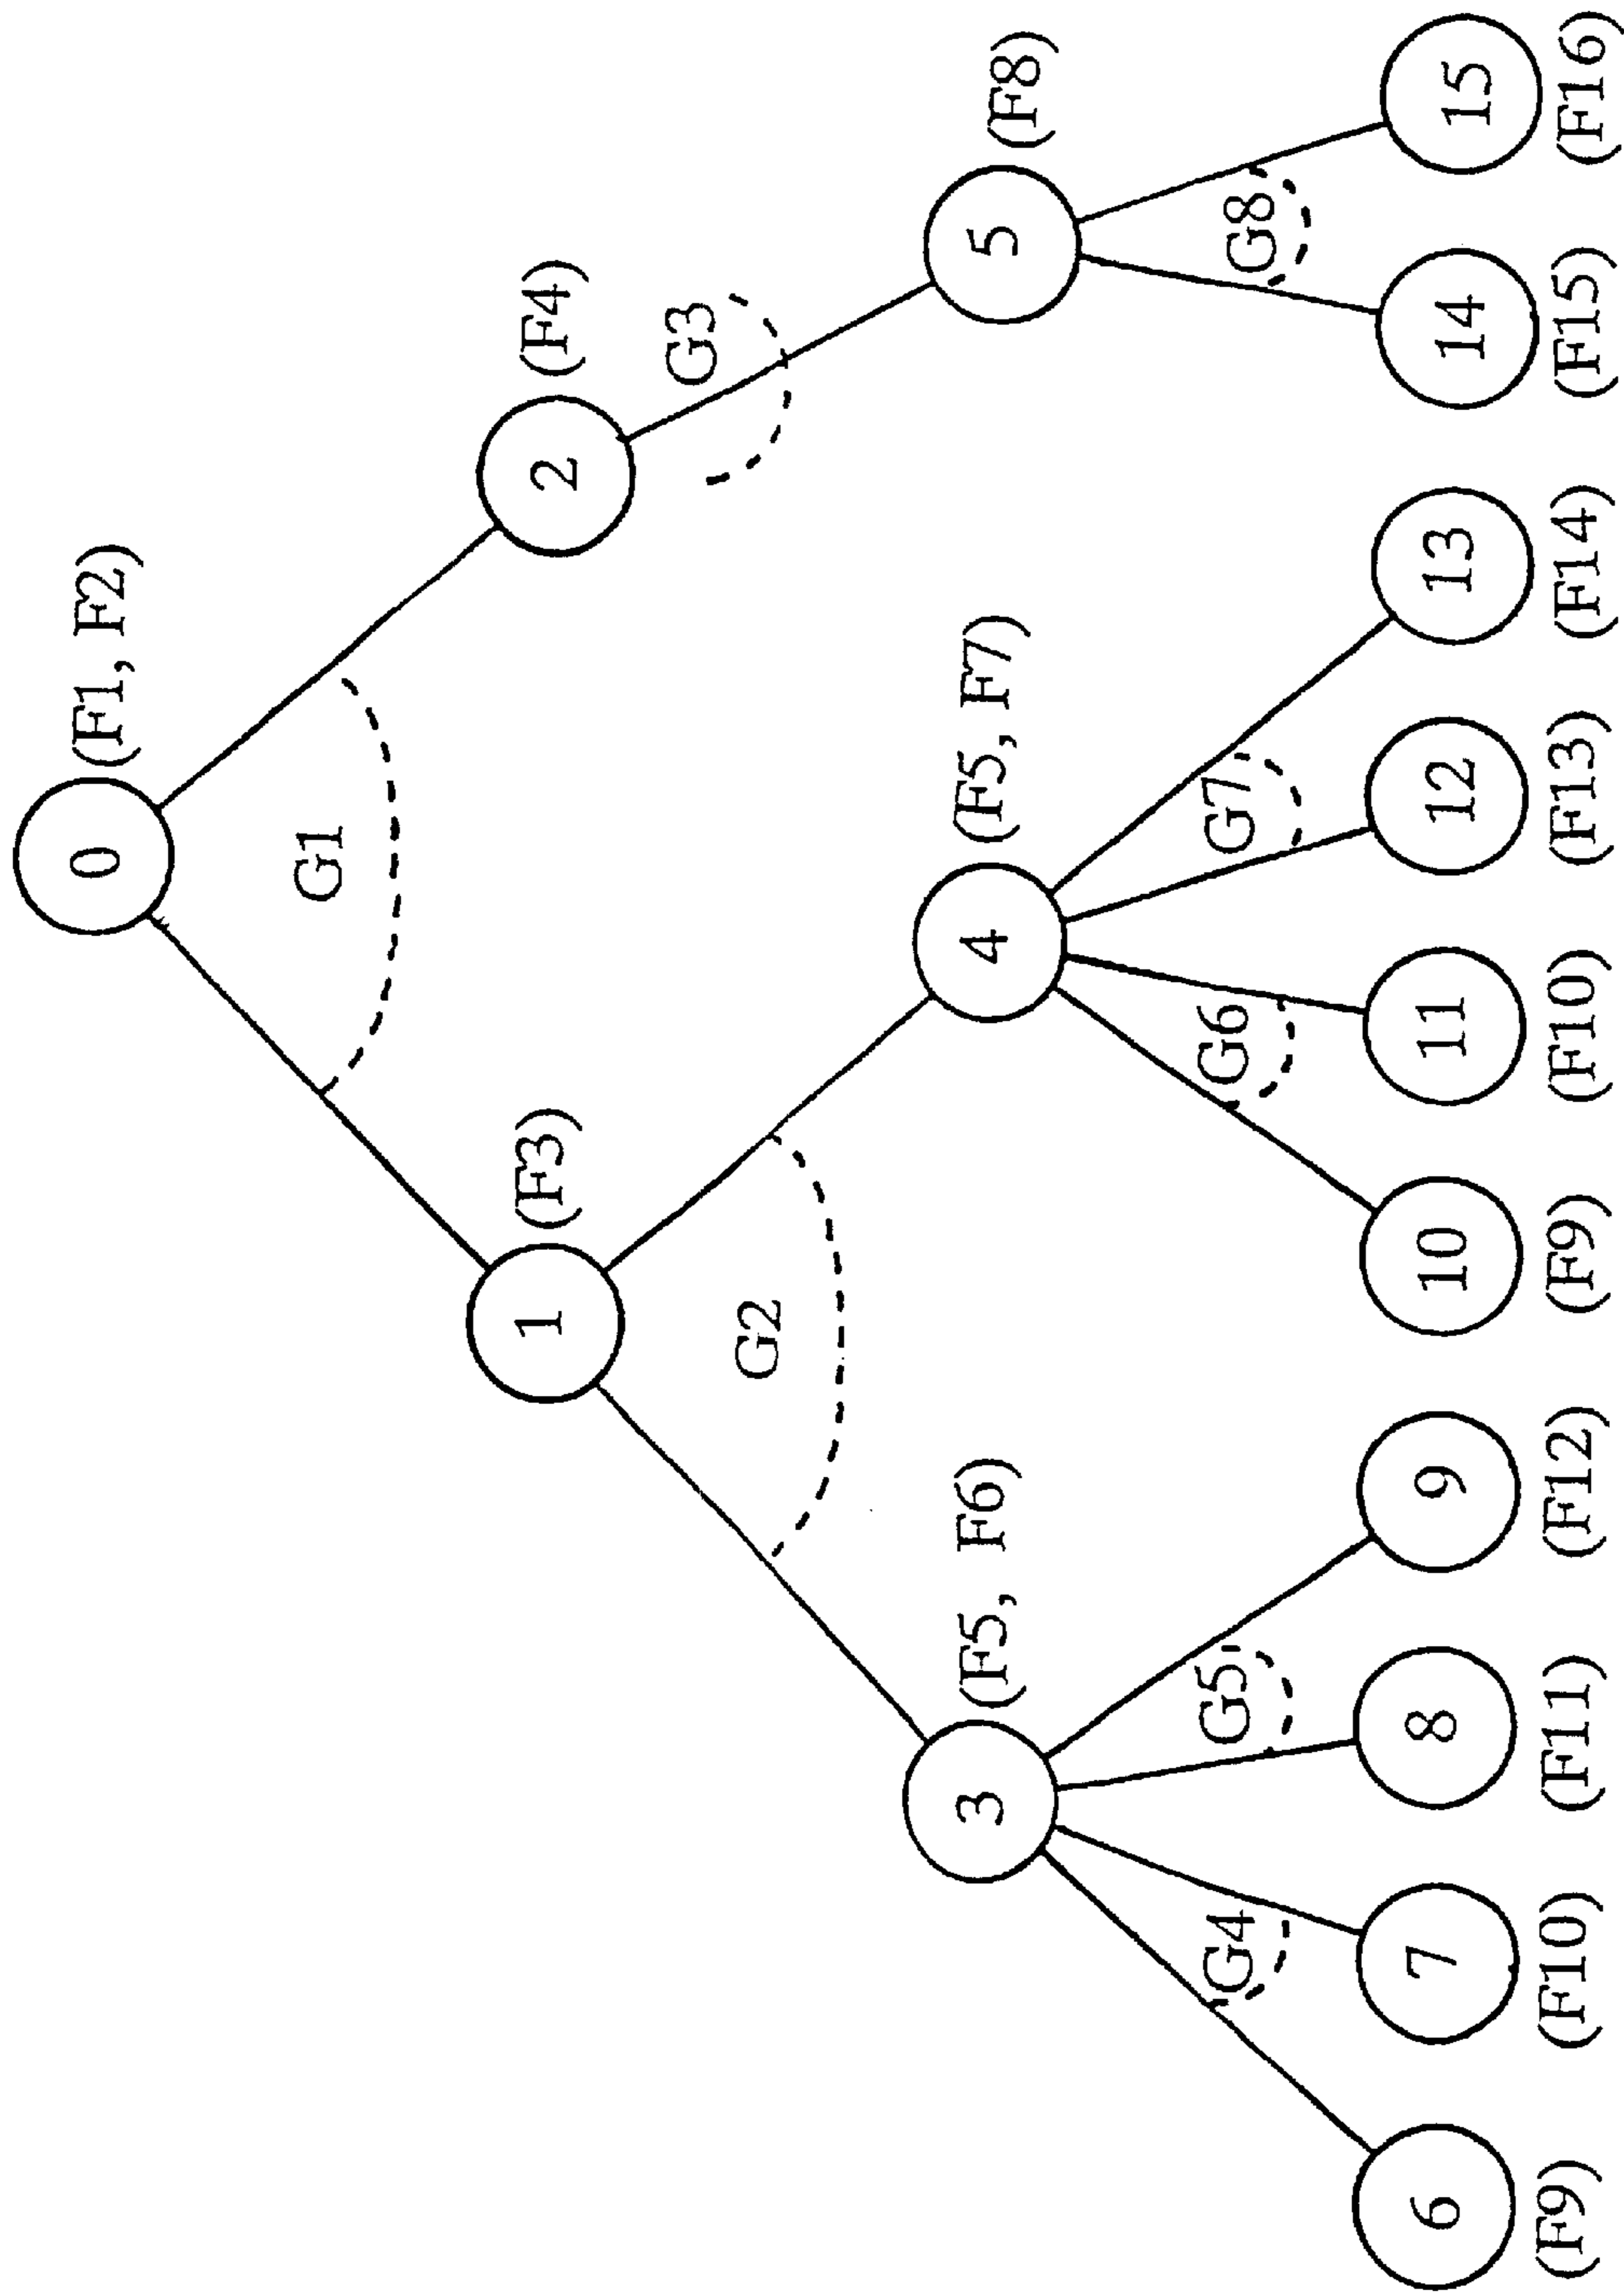 0 (F1, F2)
G1
1 (F3) 2 (F4)
G2 G3
3 (F5, F6) 4 (F5, F7) 5 (F8)
G4 G5 G6 G7 G8
6 7 8 9 10 11 12 13 14 15
(F9) (F10) (F11) (F12) (F9) (F10) (F13) (F14) (F15) (F16)